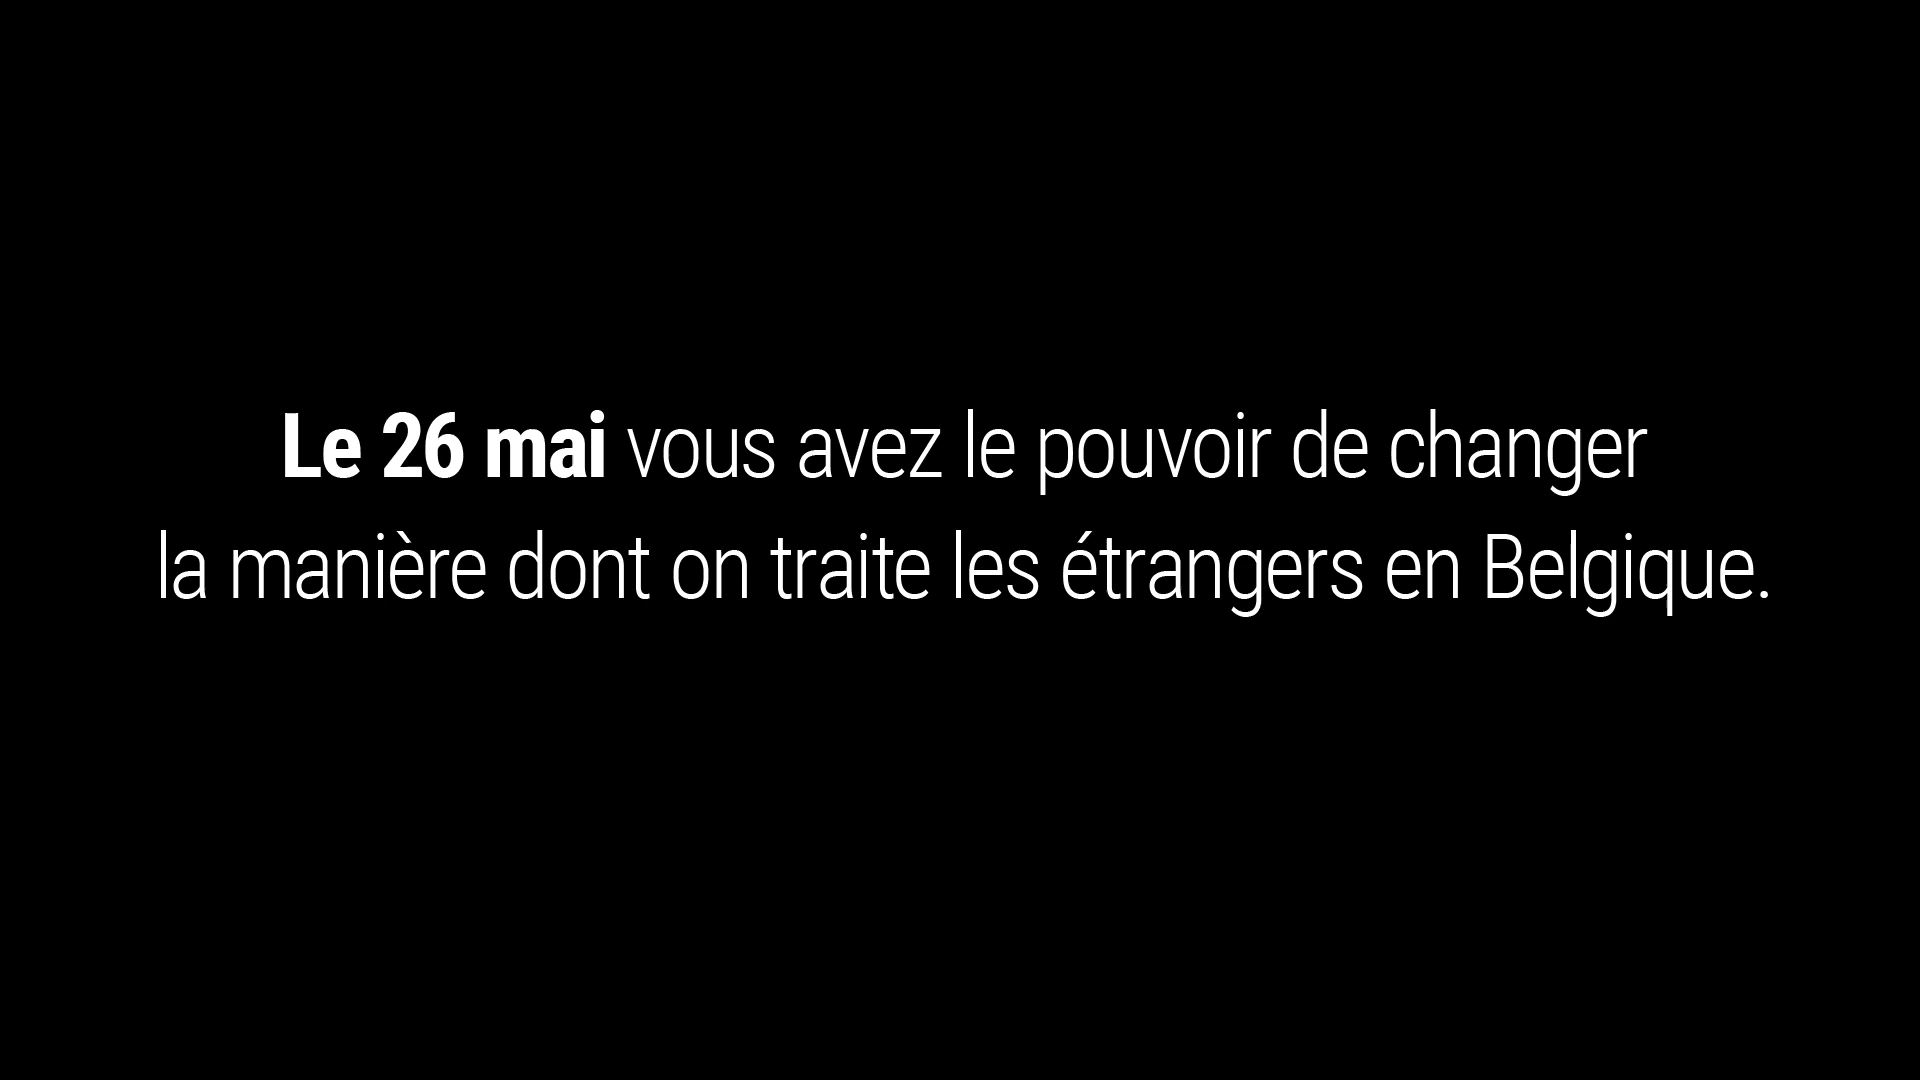 Le 26 mai vous avez le pouvoir de changer
la manière dont on traite les étrangers en Belgique.